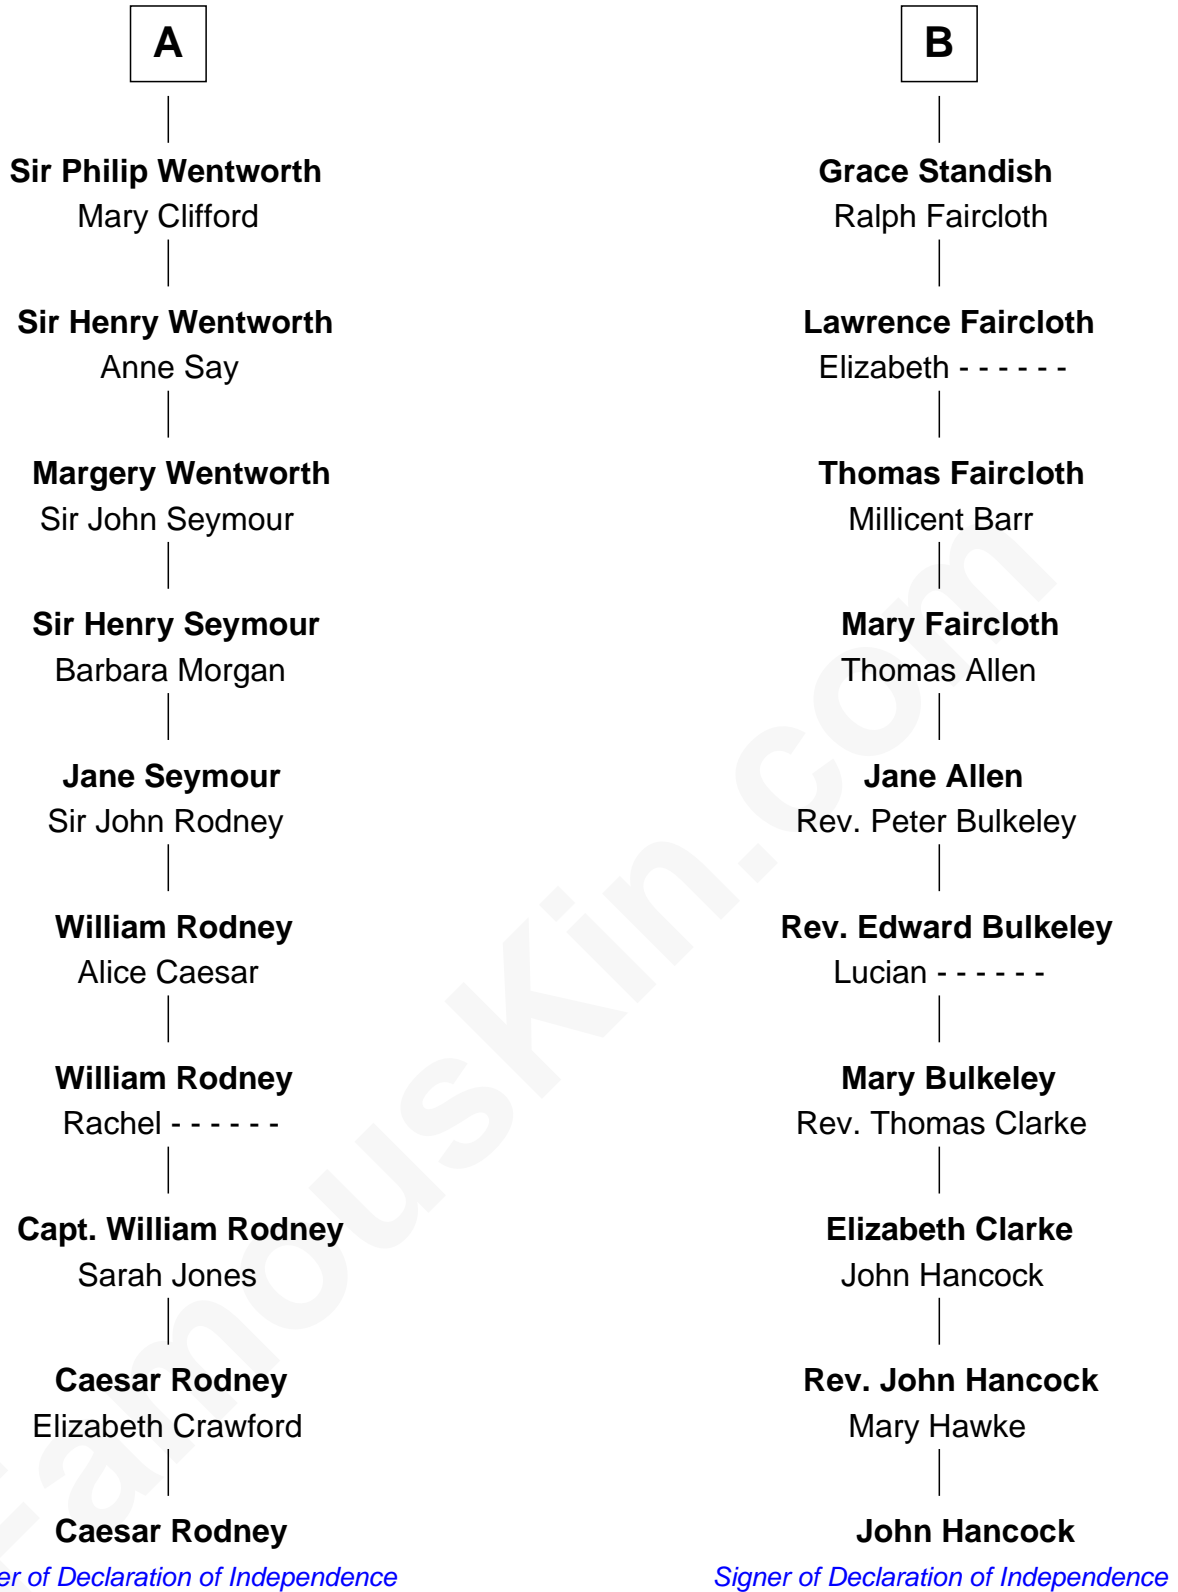 A
Sir Philip Wentworth
Mary Clifford
Sir Henry Wentworth
Anne Say
Margery Wentworth
Sir John Seymour
Sir Henry Seymour
Barbara Morgan
Jane Seymour
Sir John Rodney
William Rodney
Alice Caesar
William Rodney
Rachel - - - - - -
Capt. William Rodney
Sarah Jones
Caesar Rodney
Elizabeth Crawford
Caesar Rodney
er of Declaration of Independence
B
Grace Standish
Ralph Faircloth
Lawrence Faircloth
Elizabeth - - - - - -
Thomas Faircloth
Millicent Barr
Mary Faircloth
Thomas Allen
Jane Allen
Rev. Peter Bulkeley
Rev. Edward Bulkeley
Lucian - - - - - -
Mary Bulkeley
Rev. Thomas Clarke
Elizabeth Clarke
John Hancock
Rev. John Hancock
Mary Hawke
John Hancock
Signer of Declaration of Independence
FamousKin.com